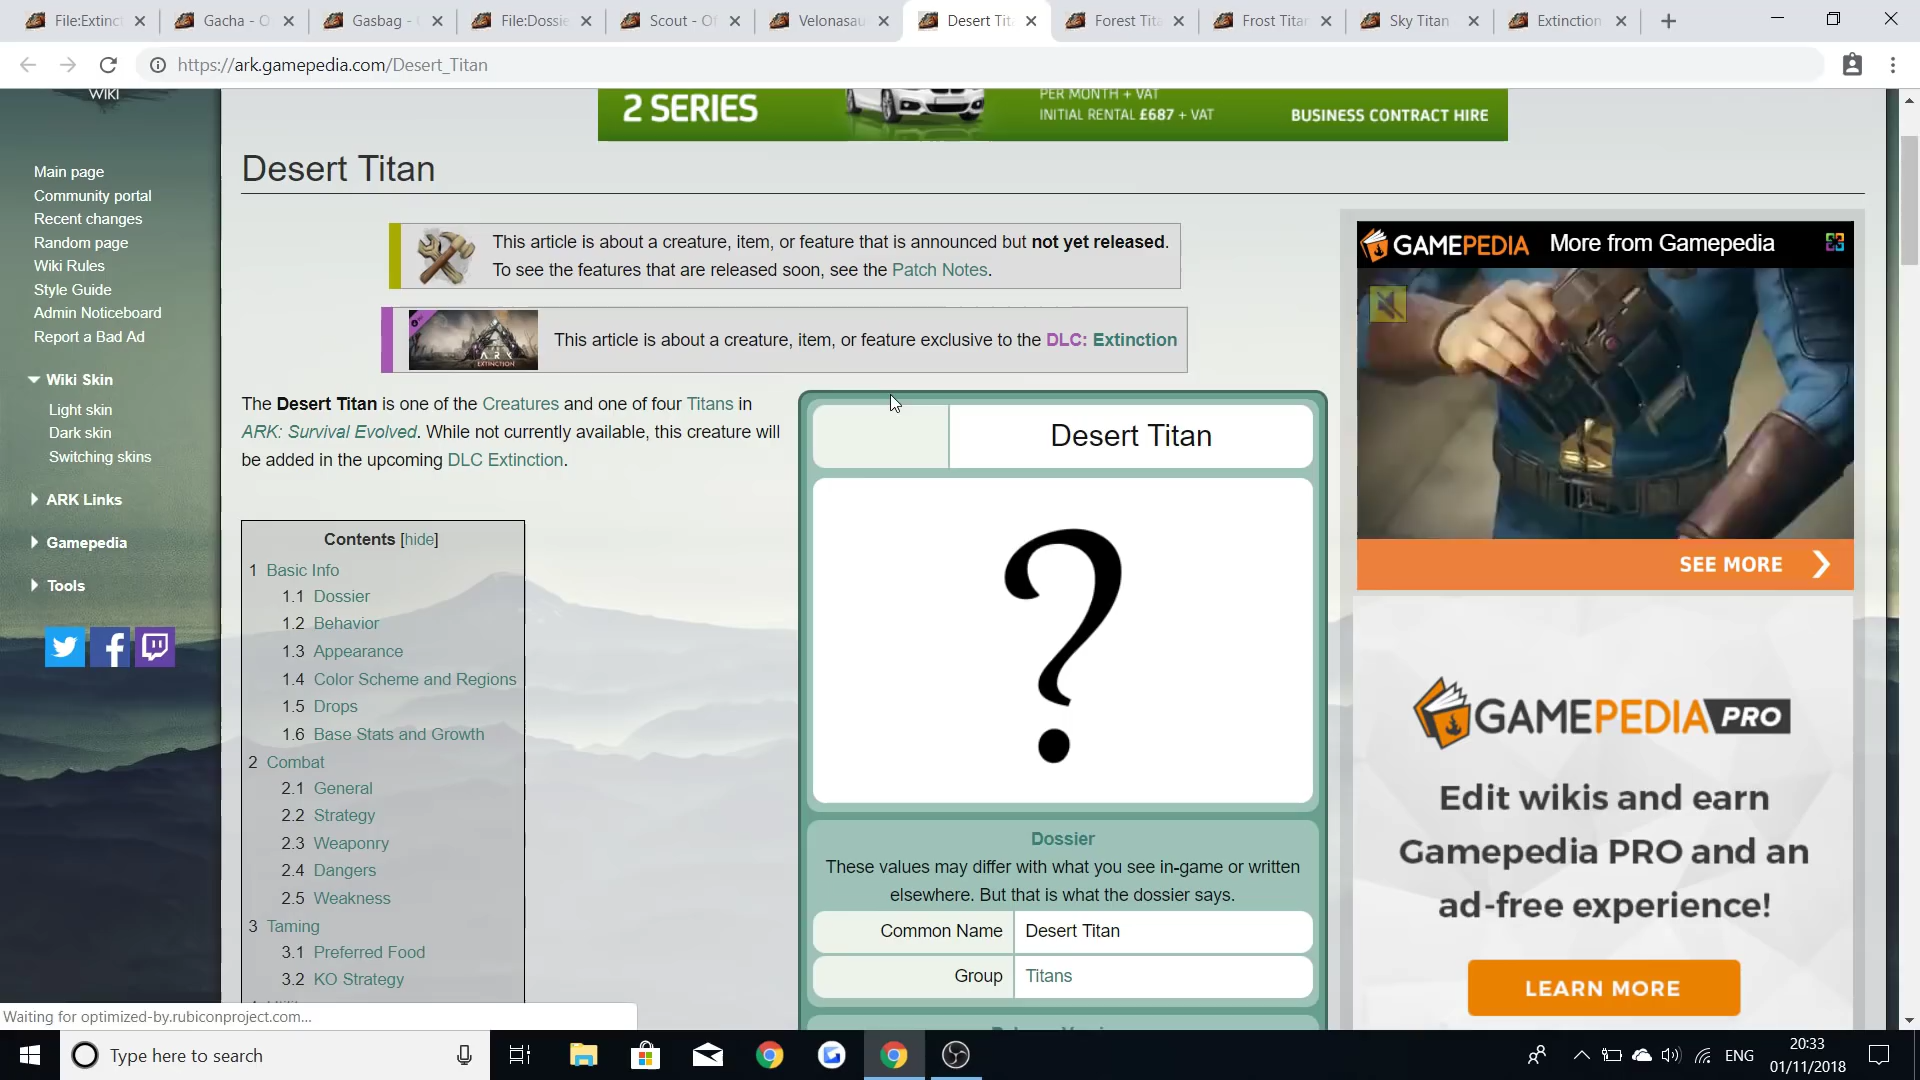 File:Extinct
Gacha - O
Gasbag -
File:Dossie
Scout - Of
Velonasau
Desert Tit
Forest Tita
Frost Titan
Sky Titan
Extinction
https://ark.gamepedia.com/Desert_Titan
WIKI
Main page
Community portal
Recent changes
Random page
Wiki Rules
Style Guide
Admin Noticeboard
Report a Bad Ad
Wiki Skin
Light skin
Dark skin
Switching skins
ARK Links
Gamepedia
Tools
2 SERIES
PER MONTH + VAT
INITIAL RENTAL £687 + VAT
BUSINESS CONTRACT HIRE
Desert Titan
This article is about a creature, item, or feature that is announced but not yet released.
To see the features that are released soon, see the Patch Notes.
ARK
EXTINCTION
This article is about a creature, item, or feature exclusive to the DLC: Extinction
The Desert Titan is one of the Creatures and one of four Titans in
ARK: Survival Evolved. While not currently available, this creature will
be added in the upcoming DLC Extinction.
Contents [hide]
1 Basic Info
1.1 Dossier
1.2 Behavior
1.3 Appearance
1.4 Color Scheme and Regions
1.5 Drops
1.6 Base Stats and Growth
2 Combat
2.1 General
2.2 Strategy
2.3 Weaponry
2.4 Dangers
2.5 Weakness
3 Taming
3.1 Preferred Food
3.2 KO Strategy
Desert Titan
?
Dossier
These values may differ with what you see in-game or written
elsewhere. But that is what the dossier says.
Common Name Desert Titan
Group Titans
GAMEPEDIA More from Gamepedia
SEE MORE
GAMEPEDIA PRO
Edit wikis and earn
Gamepedia PRO and an
ad-free experience!
LEARN MORE
Waiting for optimized-by.rubiconproject.com...
Type here to search
ENG
20:33
01/11/2018